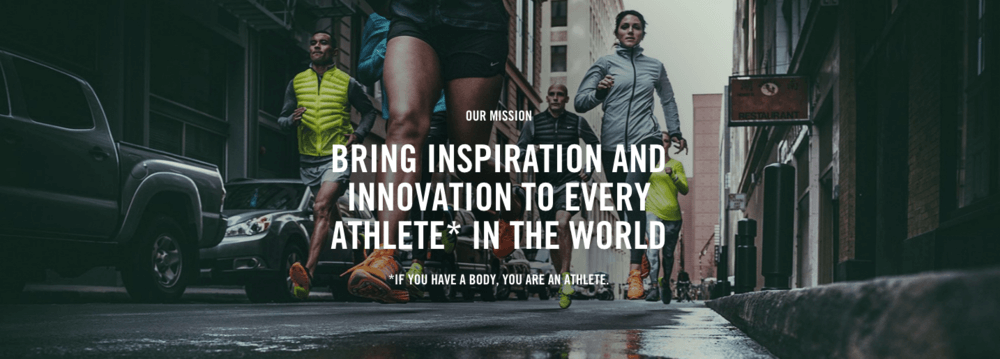 OUR MISSION
BRING INSPIRATION AND
INNOVATION TO EVERY
ATHLETE* IN THE WORLD
*IF YOU HAVE A BODY, YOU ARE AN ATHLETE.
RESTAURANT